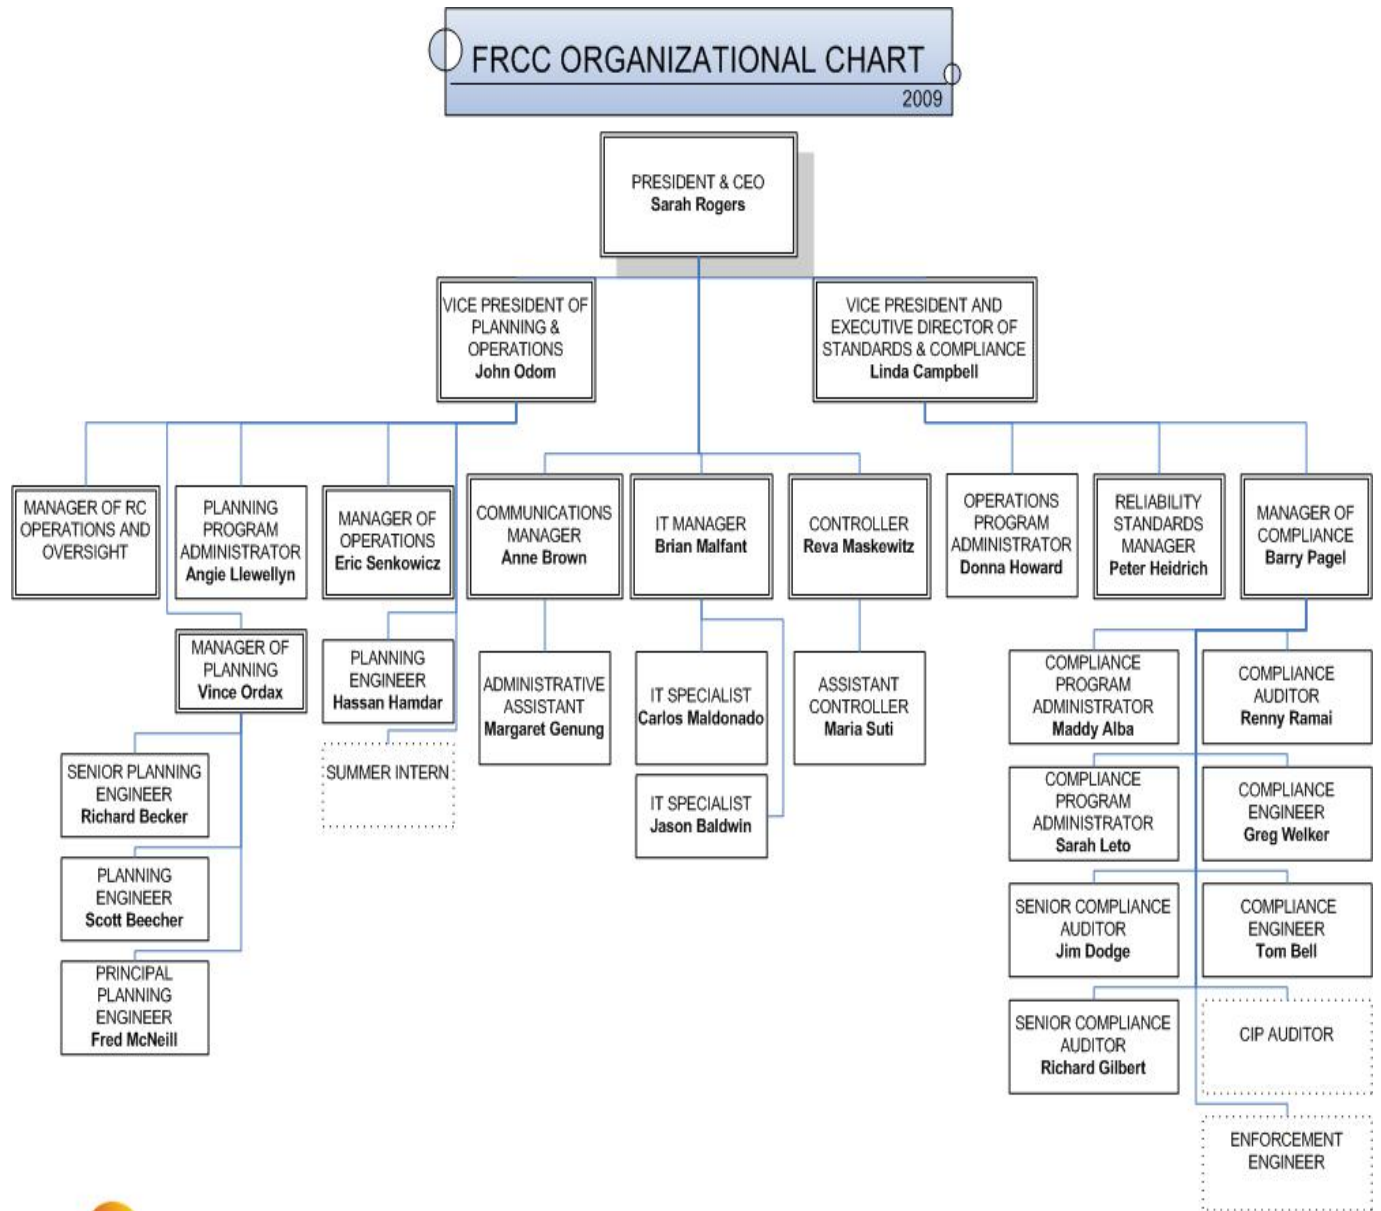 FRCC ORGANIZATIONAL CHART
2009
PRESIDENT & CEO
Sarah Rogers
VICE PRESIDENT OF
PLANNING &
OPERATIONS
John Odom
VICE PRESIDENT AND
EXECUTIVE DIRECTOR OF
STANDARDS & COMPLIANCE
Linda Campbell
MANAGER OF RC
OPERATIONS AND
OVERSIGHT
PLANNING
PROGRAM
ADMINISTRATOR
Angie Llewellyn
MANAGER OF
OPERATIONS
Eric Senkowicz
COMMUNICATIONS
MANAGER
Anne Brown
IT MANAGER
Brian Malfant
CONTROLLER
Reva Maskewitz
OPERATIONS
PROGRAM
ADMINISTRATOR
Donna Howard
RELIABILITY
STANDARDS
MANAGER
Peter Heidrich
MANAGER OF
COMPLIANCE
Barry Pagel
MANAGER OF
PLANNING
Vince Ordax
PLANNING
ENGINEER
Hassan Hamdar
ADMINISTRATIVE
ASSISTANT
Margaret Genung
IT SPECIALIST
Carlos Maldonado
ASSISTANT
CONTROLLER
Maria Suti
COMPLIANCE
PROGRAM
ADMINISTRATOR
Maddy Alba
COMPLIANCE
AUDITOR
Renny Ramai
SENIOR PLANNING
ENGINEER
Richard Becker
SUMMER INTERN
IT SPECIALIST
Jason Baldwin
COMPLIANCE
PROGRAM
ADMINISTRATOR
Sarah Leto
COMPLIANCE
ENGINEER
Greg Welker
PLANNING
ENGINEER
Scott Beecher
SENIOR COMPLIANCE
AUDITOR
Jim Dodge
COMPLIANCE
ENGINEER
Tom Bell
PRINCIPAL
PLANNING
ENGINEER
Fred McNeill
SENIOR COMPLIANCE
AUDITOR
Richard Gilbert
CIP AUDITOR
ENFORCEMENT
ENGINEER